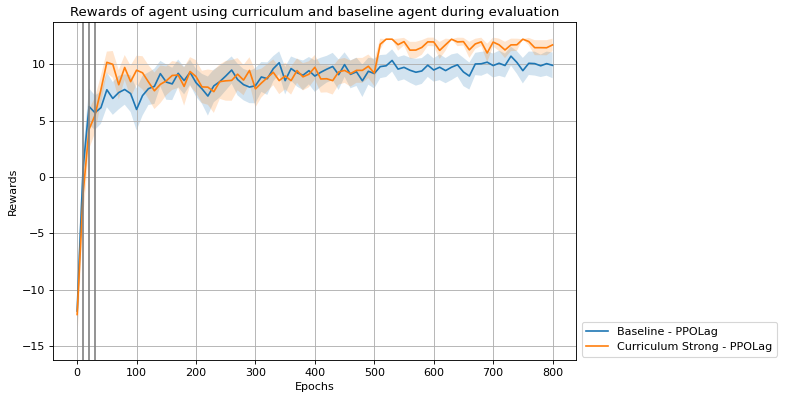 Rewards of agent using curriculum and baseline agent during evaluation
10
5
0
−5
−10
−15
Rewards
0 100 200 300 400 500 600 700 800
Epochs
Baseline - PPOLag
Curriculum Strong - PPOLag